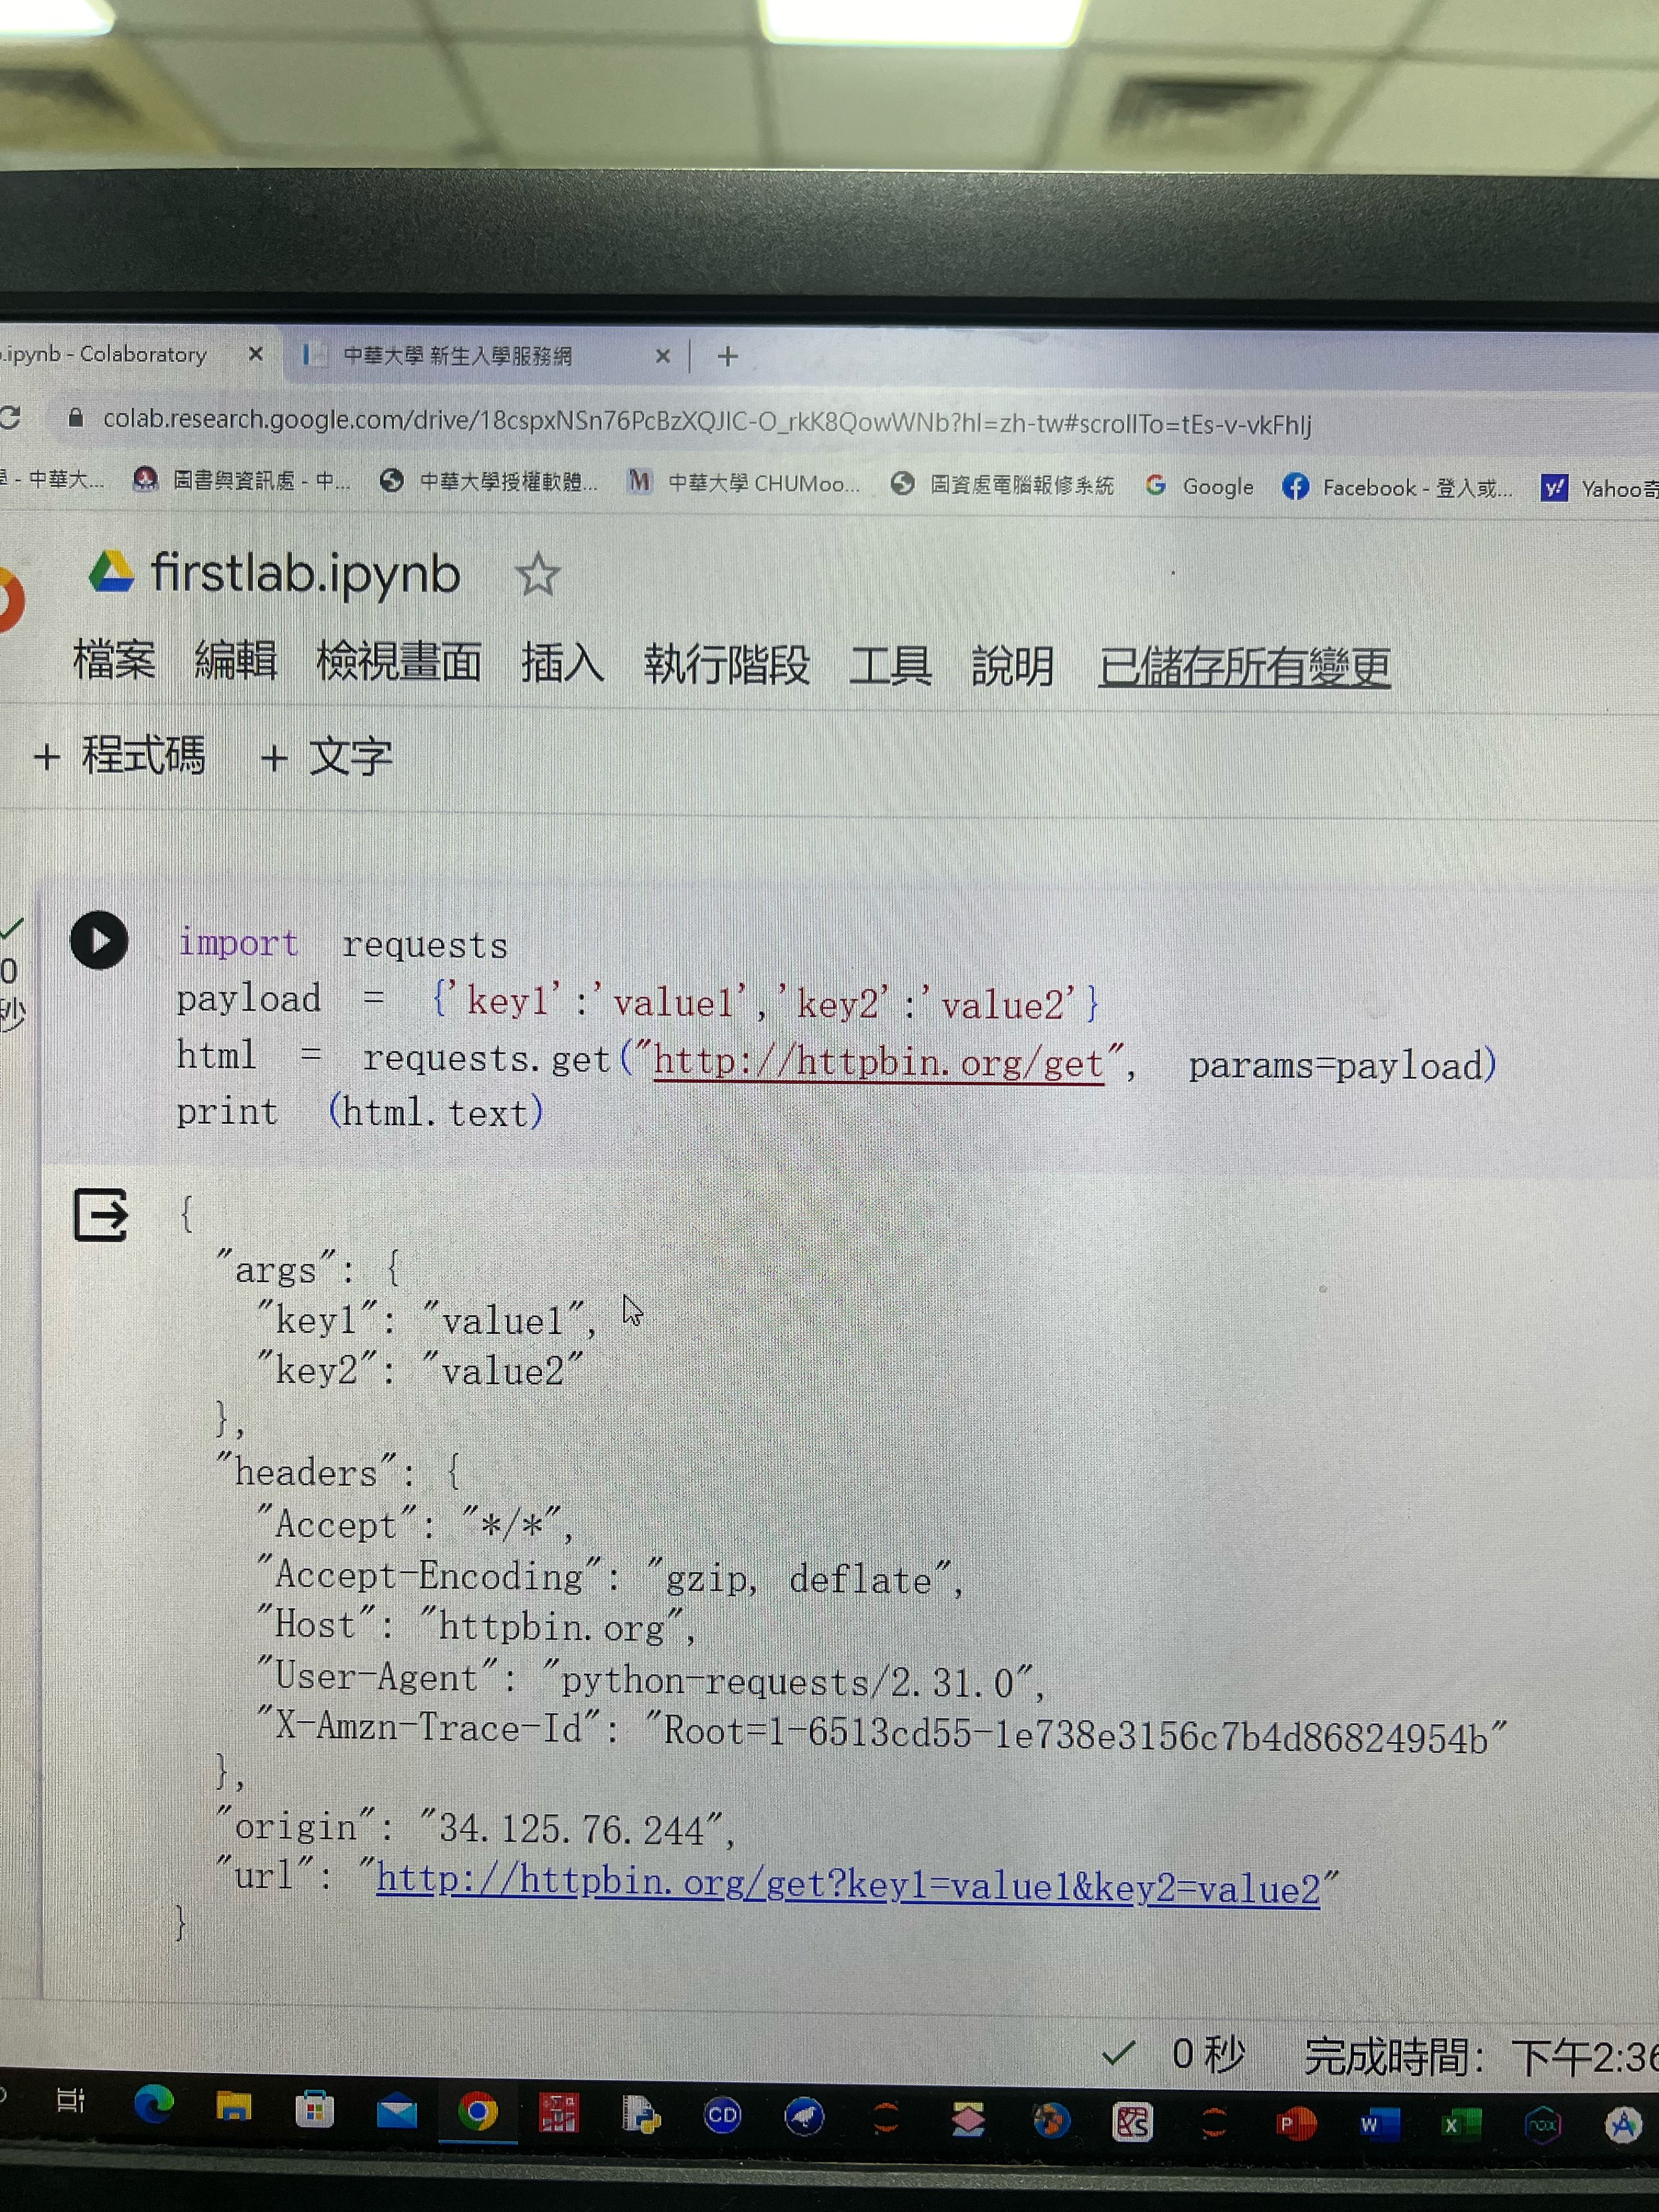 .ipynb - Colaboratory × 中華大學 新生入學服務網 × +
colab.research.google.com/drive/18cspxNSn76PcBzXQJlC-O_rkK8QowWNb?hl=zh-tw#scrollTo=tEs-v-vkFhlj
- 中華大... 圖書與資訊處 - 中... 中華大學授權軟體... M 中華大學 CHUMoo... 圖資處電腦報修系統 G Google Facebook - 登入或... y! Yahoo奇
firstlab.ipynb
檔案 編輯 檢視畫面 插入 執行階段 工具 說明 已儲存所有變更
+ 程式碼 + 文字
0
秒
import requests
payload = {'key1':'value1','key2':'value2'}
html = requests.get("http://httpbin.org/get", params=payload)
print (html.text)
{
"args": {
"key1": "value1",
"key2": "value2"
},
"headers": {
"Accept": "*/*",
"Accept-Encoding": "gzip, deflate",
"Host": "httpbin.org",
"User-Agent": "python-requests/2.31.0",
"X-Amzn-Trace-Id": "Root=1-6513cd55-1e738e3156c7b4d86824954b"
},
"origin": "34.125.76.244",
"url": "http://httpbin.org/get?key1=value1&key2=value2"
}
✓ 0 秒 完成時間: 下午2:36
CD P W X nox